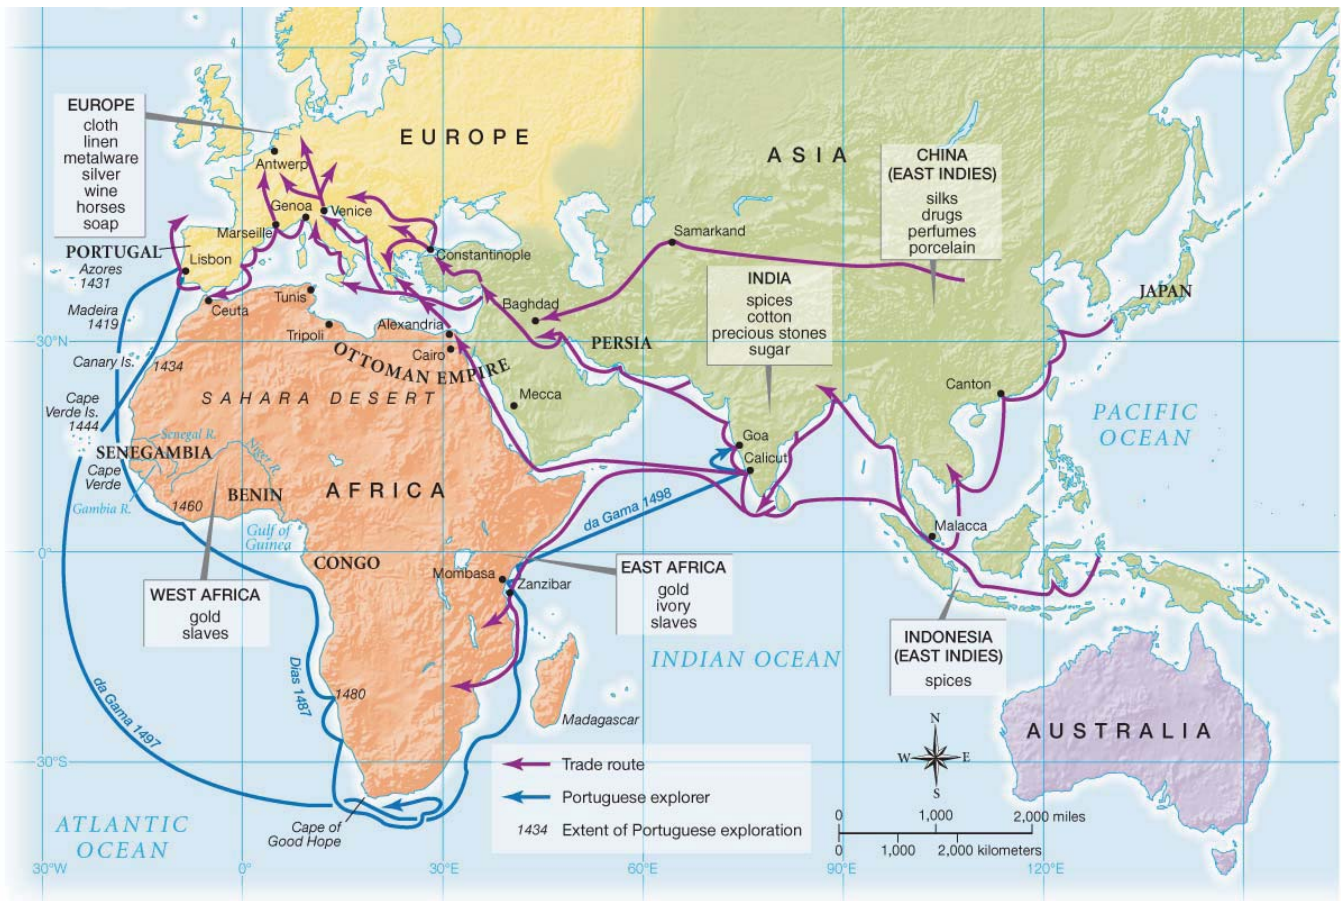 EUROPE
cloth
linen
metalware
silver
wine
horses
soap
EUROPE
ASIA
CHINA
(EAST INDIES)
silks
drugs
perfumes
porcelain
Antwerp
Genoa
Venice
Marseille
PORTUGAL
Lisbon
Azores
1431
Constantinople
Samarkand
INDIA
spices
cotton
precious stones
sugar
JAPAN
Madeira
1419
Ceuta
Tunis
Tripoli
Alexandria
Cairo
Baghdad
PERSIA
30°N
OTTOMAN EMPIRE
Canary Is.
1434
SAHARA DESERT
Mecca
Canton
PACIFIC
OCEAN
Cape
Verde Is.
1444
Senegal R.
SENEGAMBIA
Niger R.
Goa
Calicut
Cape
Verde
Gambia R.
1460
BENIN
AFRICA
Gulf of
Guinea
da Gama 1498
Malacca
0°
CONGO
Mombasa
Zanzibar
EAST AFRICA
gold
ivory
slaves
WEST AFRICA
gold
slaves
INDONESIA
(EAST INDIES)
spices
INDIAN OCEAN
Dias 1487
1480
da Gama 1497
Madagascar
AUSTRALIA
30°S
Trade route
Portuguese explorer
1434 Extent of Portuguese exploration
N
W E
S
0 1,000 2,000 miles
0 1,000 2,000 kilometers
Cape of
Good Hope
ATLANTIC
OCEAN
30°W 0° 30°E 60°E 90°E 120°E